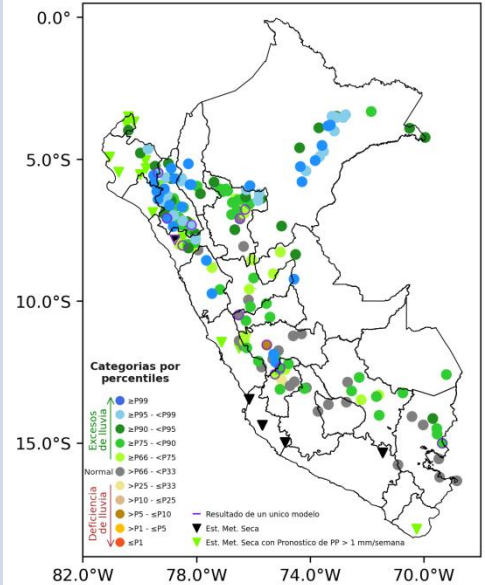 0.0°
5.0°S
10.0°S
15.0°S
82.0°W
78.0°W
74.0°W
70.0°W
Categorias por
percentiles
Excesos
de lluvia
Normal
Deficiencia
de lluvia
≥P99
≥P95 - <P99
≥P90 - <P95
≥P75 - <P90
≥P66 - <P75
>P66 - <P33
>P25 - ≤P33
>P10 - ≤P25
>P5 - ≤P10
>P1 - ≤P5
≤P1
Resultado de un unico modelo
Est. Met. Seca
Est. Met. Seca con Pronostico de PP > 1 mm/semana